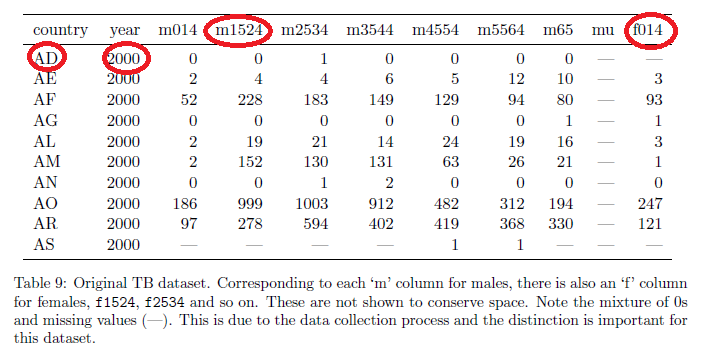 country year m014 m1524 m2534 m3544 m4554 m5564 m65 mu f014
AD 2000 0 0 1 0 0 0 0 — —
AE 2000 2 4 4 6 5 12 10 — 3
AF 2000 52 228 183 149 129 94 80 — 93
AG 2000 0 0 0 0 0 0 1 — 1
AL 2000 2 19 21 14 24 19 16 — 3
AM 2000 2 152 130 131 63 26 21 — 1
AN 2000 0 0 1 2 0 0 0 — 0
AO 2000 186 999 1003 912 482 312 194 — 247
AR 2000 97 278 594 402 419 368 330 — 121
AS 2000 — — — — 1 1 — — —
Table 9: Original TB dataset. Corresponding to each ‘m’ column for males, there is also an ‘f’ column
for females, f1524, f2534 and so on. These are not shown to conserve space. Note the mixture of 0s
and missing values (—). This is due to the data collection process and the distinction is important for
this dataset.